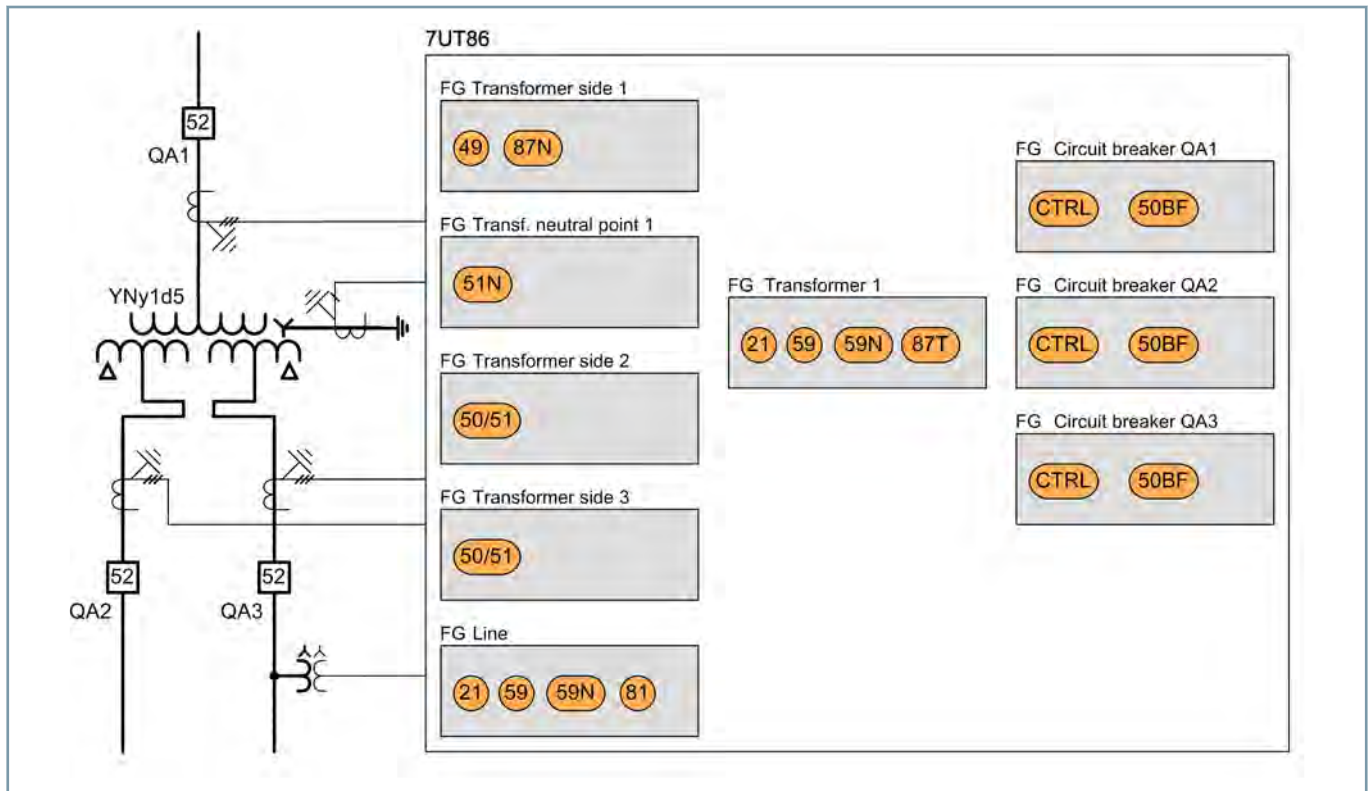 7UT86
52
QA1
YNy1d5
52
QA2
52
QA3
FG Transformer side 1
49 87N
FG Transf. neutral point 1
51N
FG Transformer side 2
50/51
FG Transformer side 3
50/51
FG Line
21 59 59N 81
FG Transformer 1
21 59 59N 87T
FG Circuit breaker QA1
CTRL 50BF
FG Circuit breaker QA2
CTRL 50BF
FG Circuit breaker QA3
CTRL 50BF